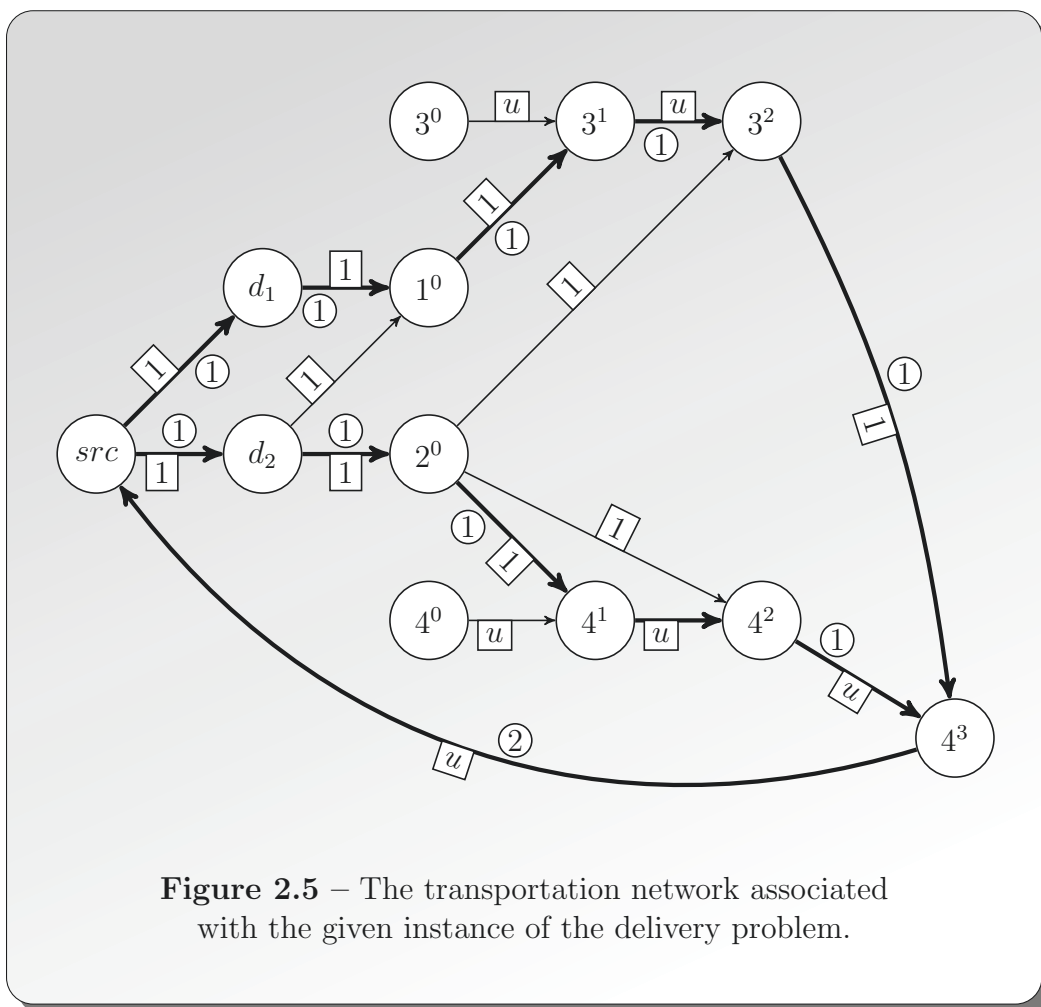 3⁰ u 3¹ u 3²
1
1 1
d₁ 1 1⁰ 1
1
1 1 1 1
1
src 1 d₂ 1 2⁰
1 1
1 1 1
4⁰ u 4¹ u 4²
1
u
4³
2
u
Figure 2.5 – The transportation network associated
with the given instance of the delivery problem.